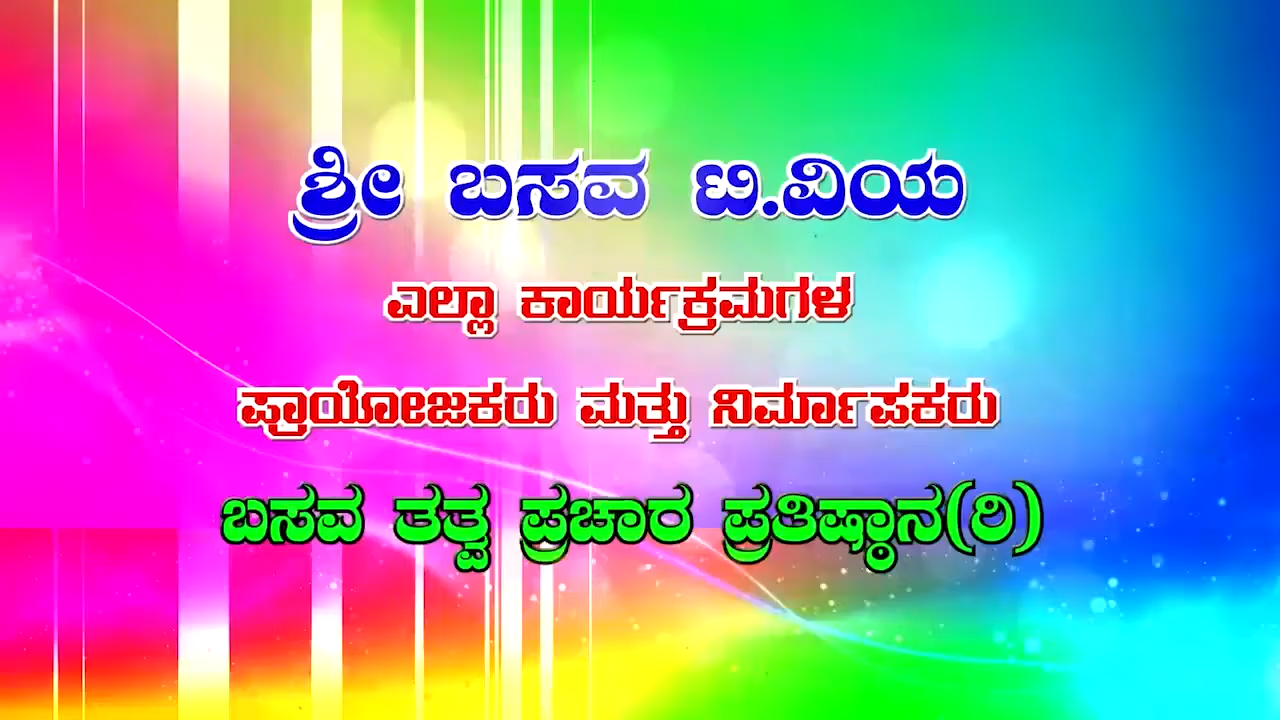 ಶ್ರೀ ಬಸವ ಟಿ.ವಿಯ
ಎಲ್ಲಾ ಕಾರ್ಯಕ್ರಮಗಳ
ಪ್ರಾಯೋಜಕರು ಮತ್ತು ನಿರ್ಮಾಪಕರು
ಬಸವ ತತ್ವ ಪ್ರಚಾರ ಪ್ರತಿಷ್ಠಾನ(ರಿ)